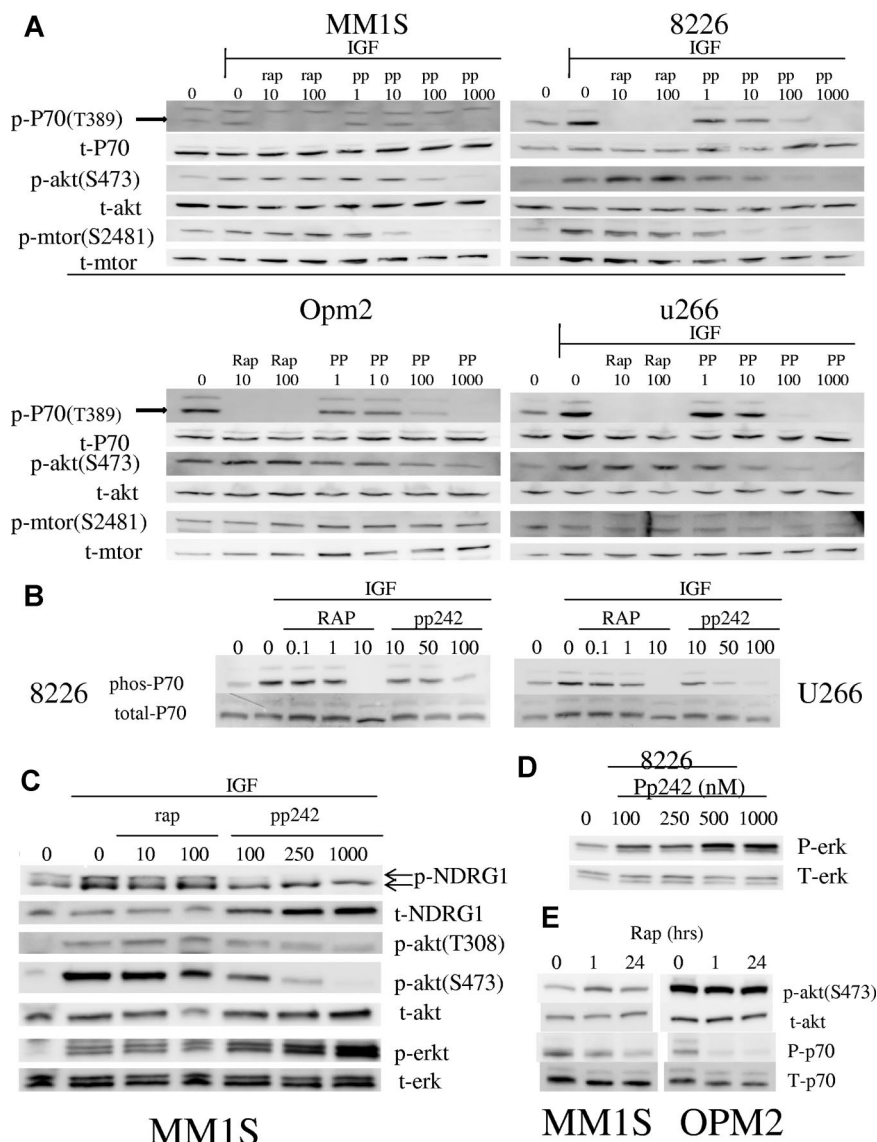 A
MM1S 8226
IGF IGF
rap rap pp pp pp pp rap rap pp pp pp pp
0 0 10 100 1 10 100 1000 0 0 10 100 1 10 100 1000
p-P70(T389)
t-P70
p-akt(S473)
t-akt
p-mtor(S2481)
t-mtor
Opm2 u266
IGF
Rap Rap PP PP PP PP Rap Rap PP PP PP PP
0 10 100 1 1 0 100 1000 0 0 10 100 1 10 100 1000
p-P70(T389)
t-P70
p-akt(S473)
t-akt
p-mtor(S2481)
t-mtor
B
IGF IGF
RAP pp242 RAP pp242
0 0 0.1 1 10 10 50 100 0 0 0.1 1 10 10 50 100
8226 phos-P70 U266
total-P70
C
IGF
rap pp242
0 0 10 100 100 250 1000
p-NDRG1
t-NDRG1
p-akt(T308)
p-akt(S473)
t-akt
p-erkt
t-erk
MM1S
D
8226
Pp242 (nM)
0 100 250 500 1000
P-erk
T-erk
E
Rap (hrs)
0 1 24 0 1 24
p-akt(S473)
t-akt
P-p70
T-p70
MM1S OPM2